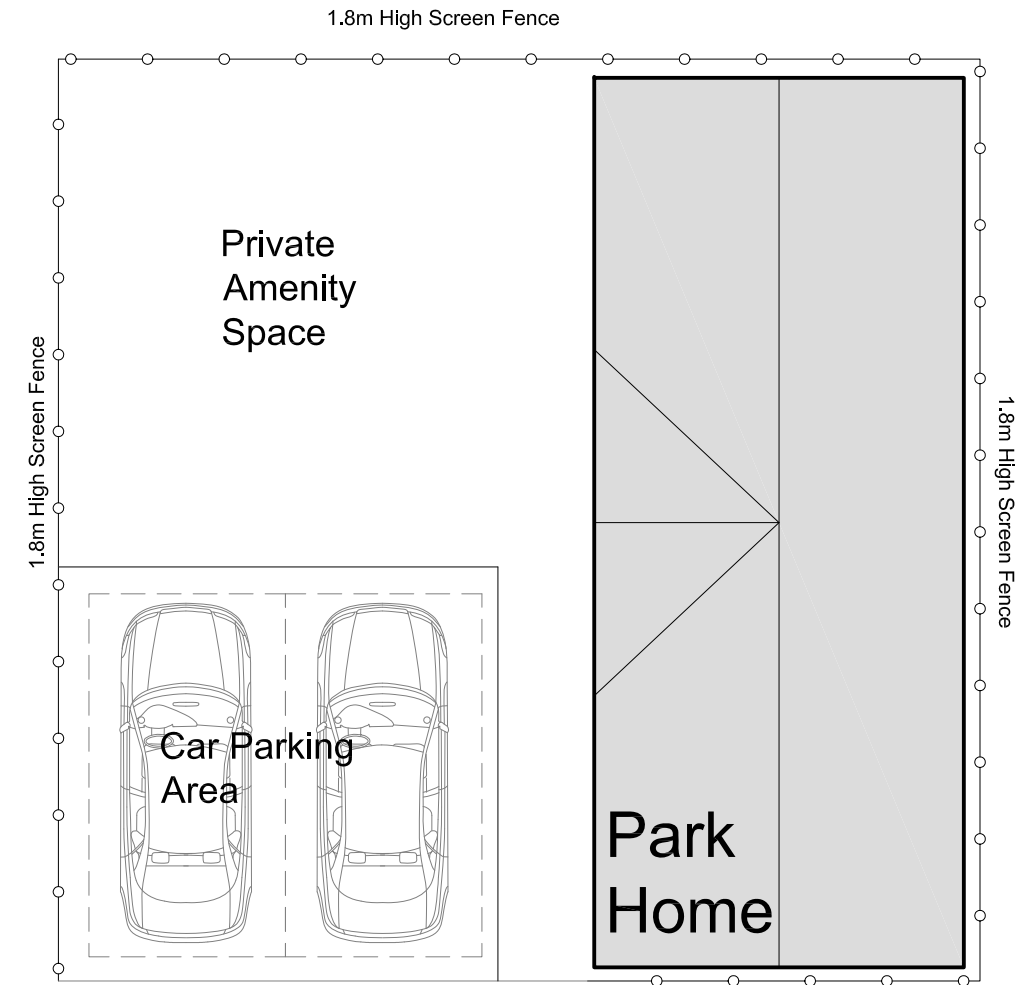 1.8m High Screen Fence
Private
Amenity
Space
1.8m High Screen Fence
1.8m High Screen Fence
Car Parking
Area
Park
Home